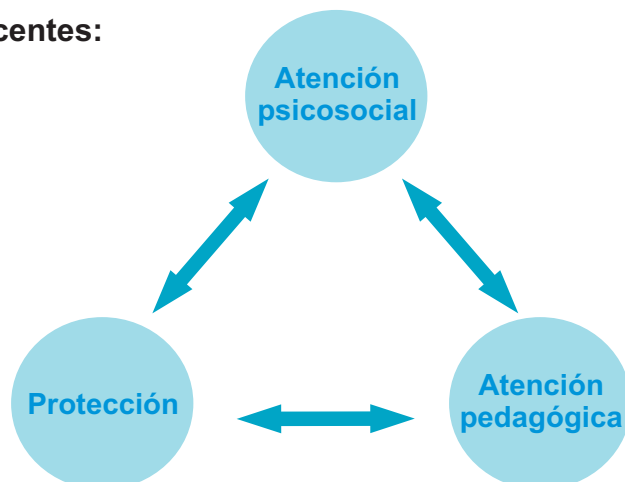 centes:
Atención
psicosocial
Protección
Atención
pedagógica